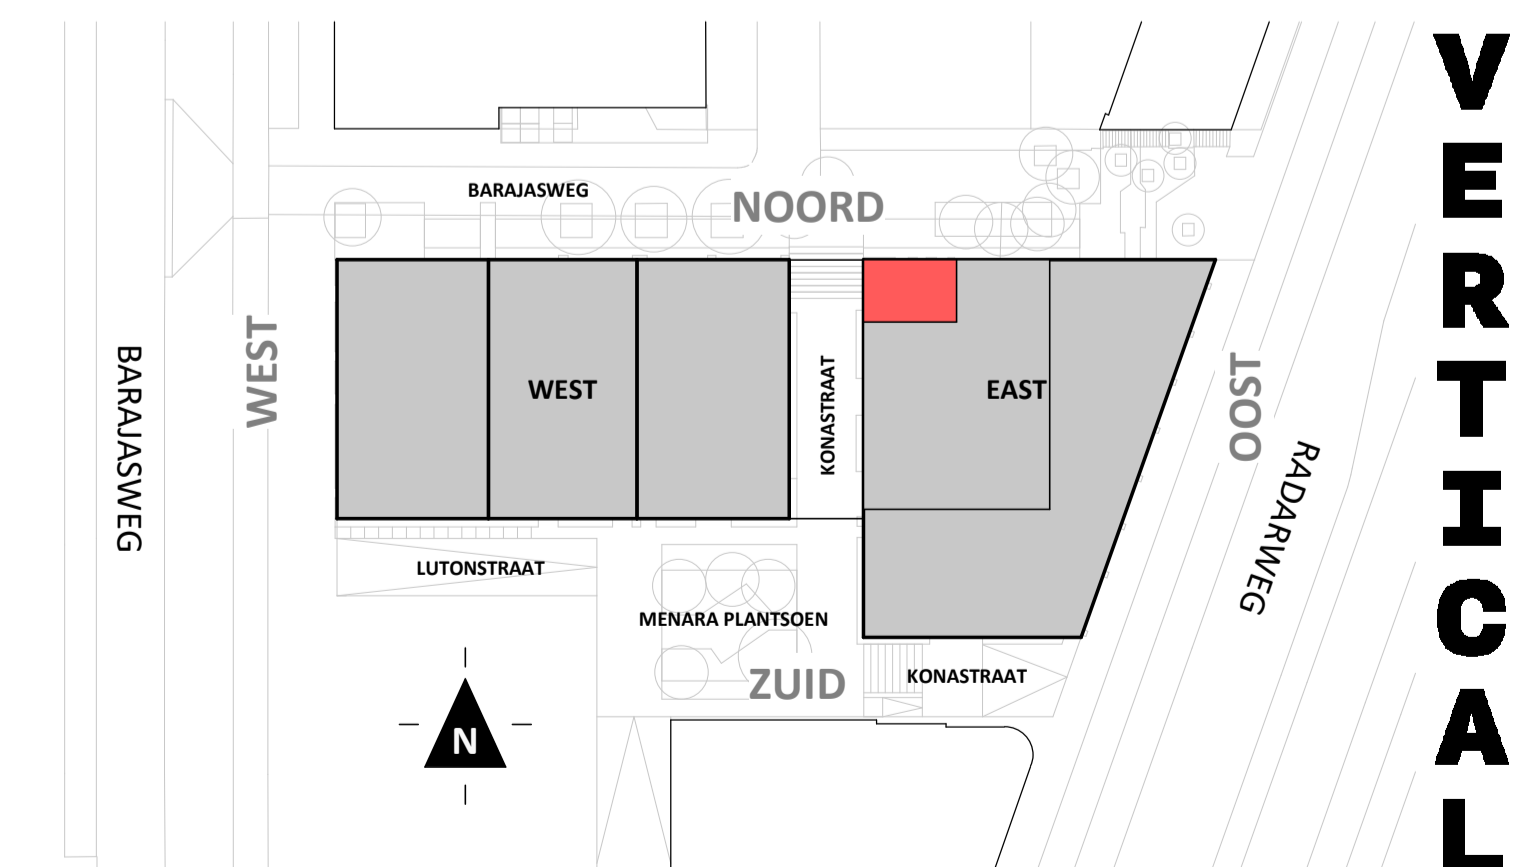 BARAJASWEG
NOORD
WEST
BARAJASWEG
WEST
KONASTRAAT
EAST
OOST
RADARWEG
LUTONSTRAAT
MENARA PLANTSOEN
ZUID
KONASTRAAT
N
VERTICAL